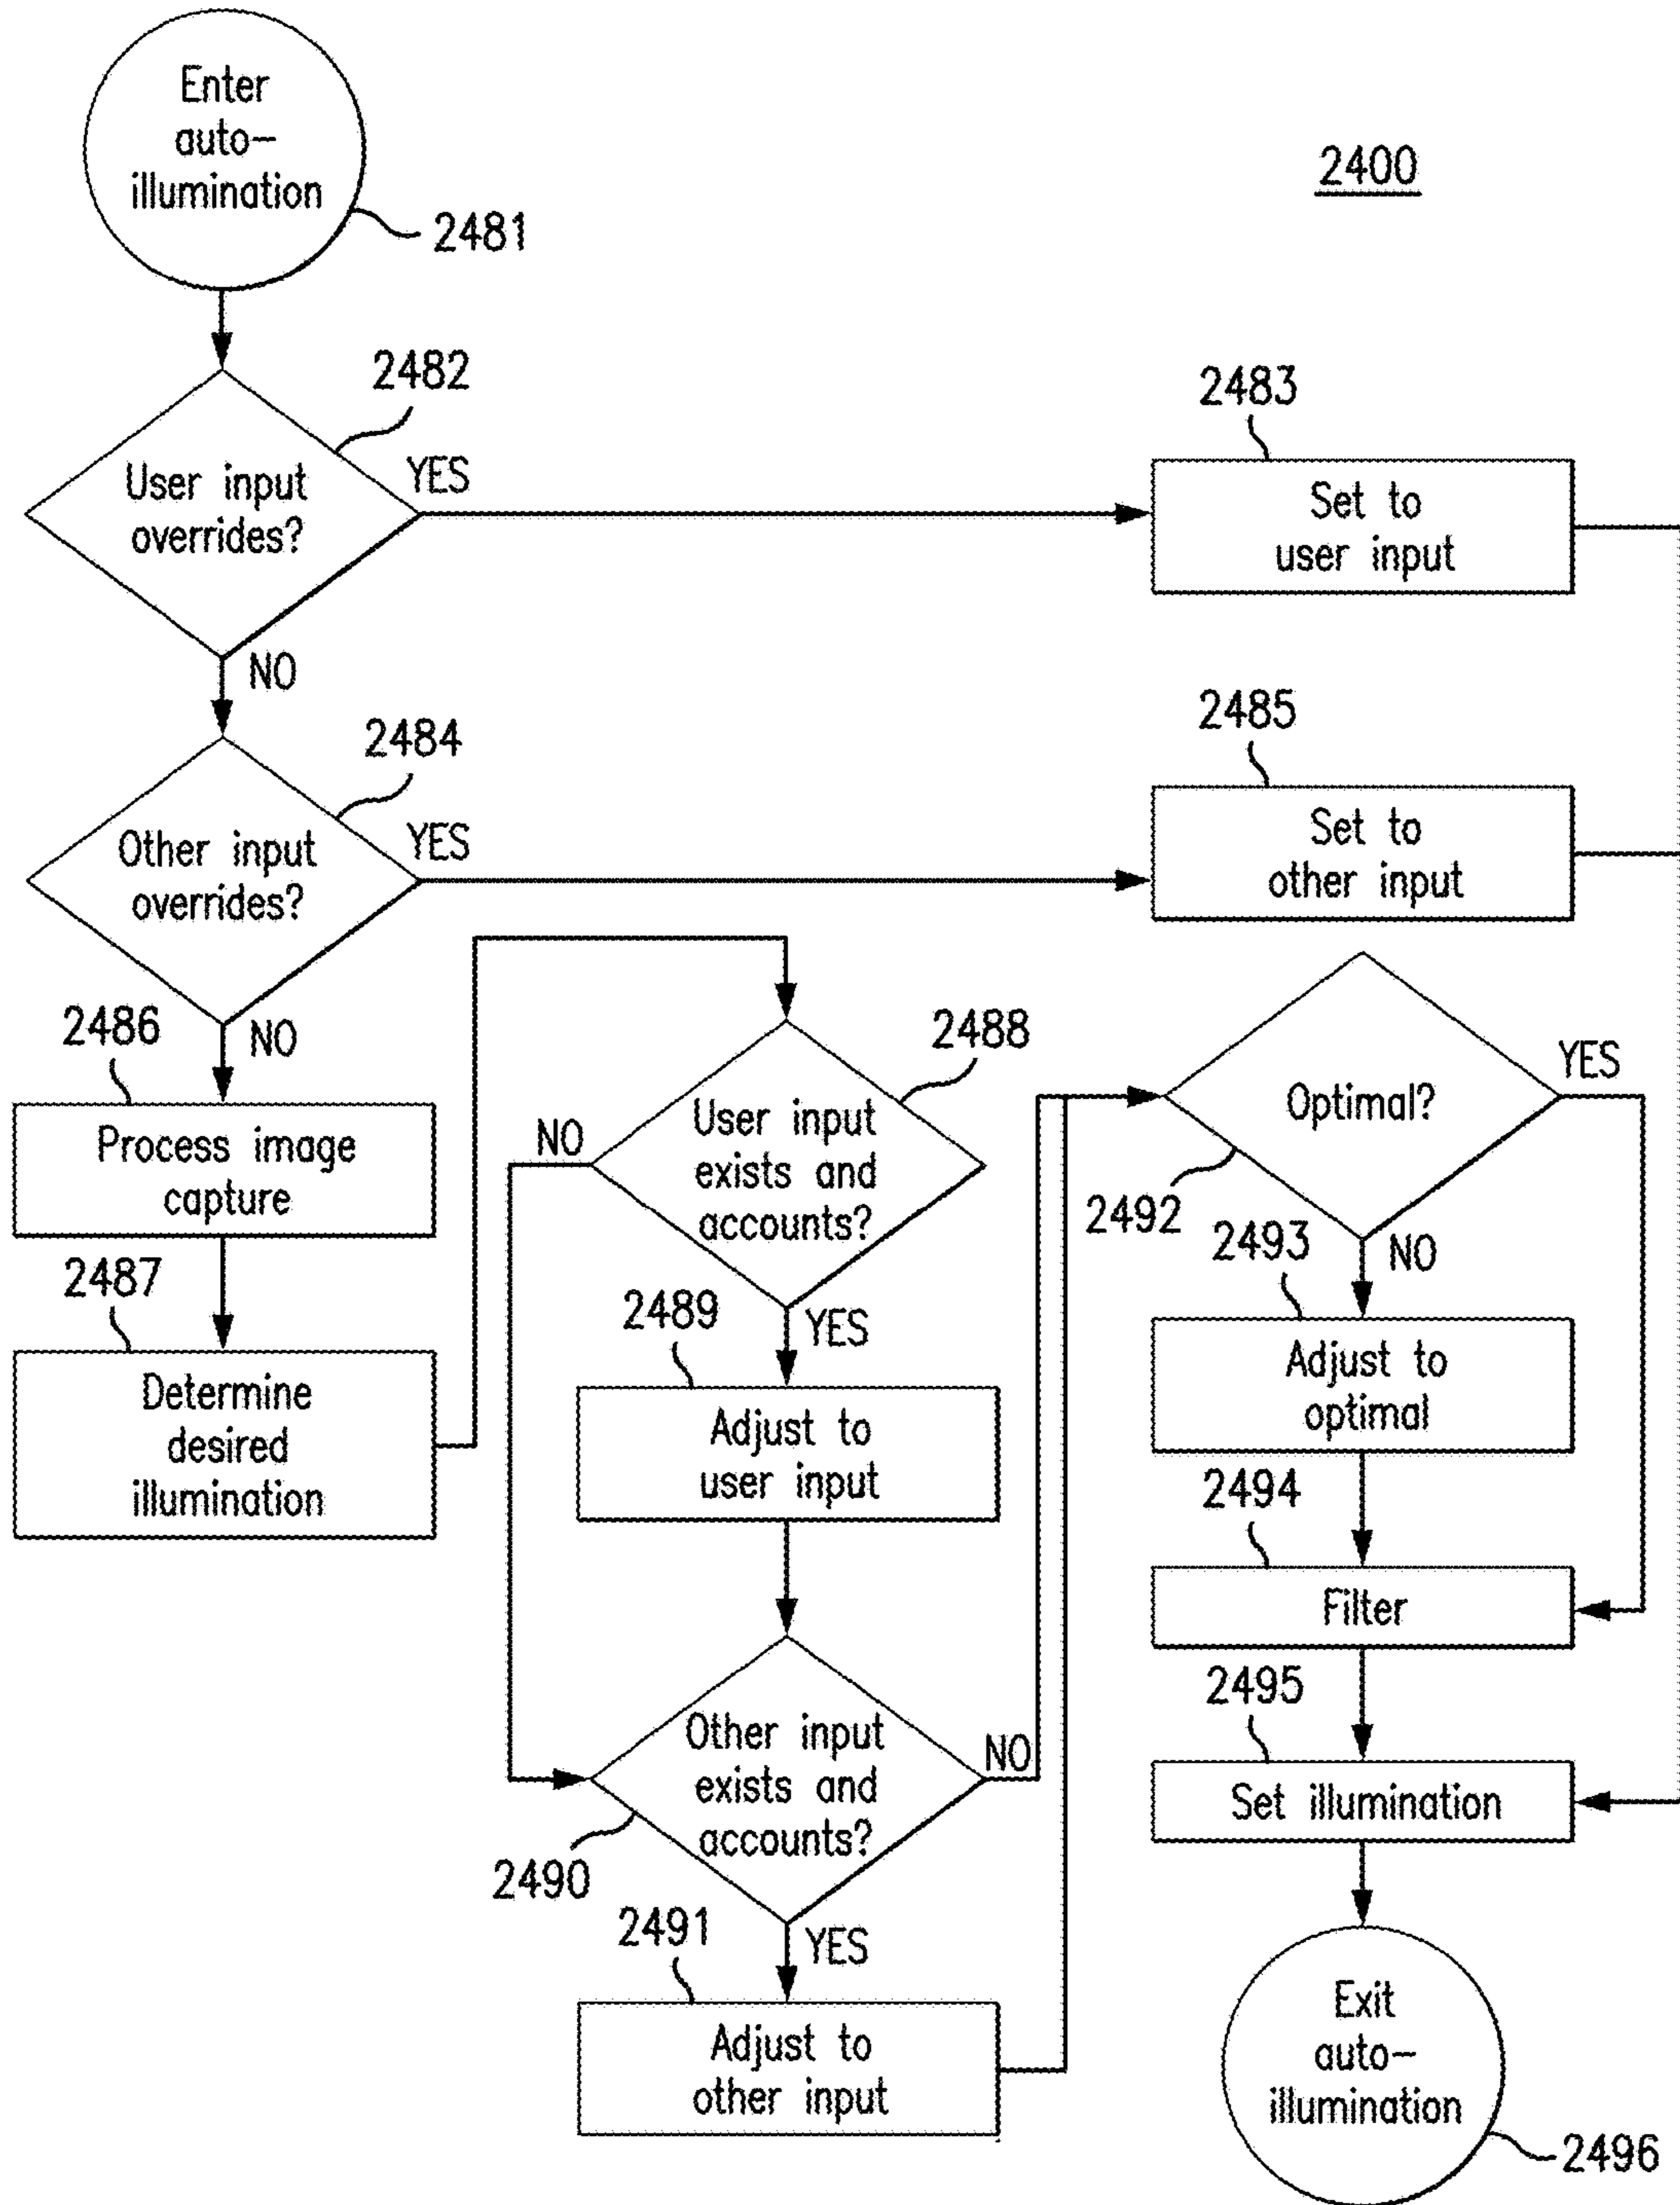 Enter
auto-
illumination
2481
2400
2482
User input
overrides?
YES
NO
2483
Set to
user input
2484
Other input
overrides?
YES
NO
2485
Set to
other input
2486
Process image
capture
2487
Determine
desired
illumination
2488
User input
exists and
accounts?
NO
YES
2489
Adjust to
user input
Other input
exists and
accounts?
NO
2490
YES
2491
Adjust to
other input
Optimal?
YES
2492
NO
2493
Adjust to
optimal
2494
Filter
2495
Set illumination
Exit
auto-
illumination
2496